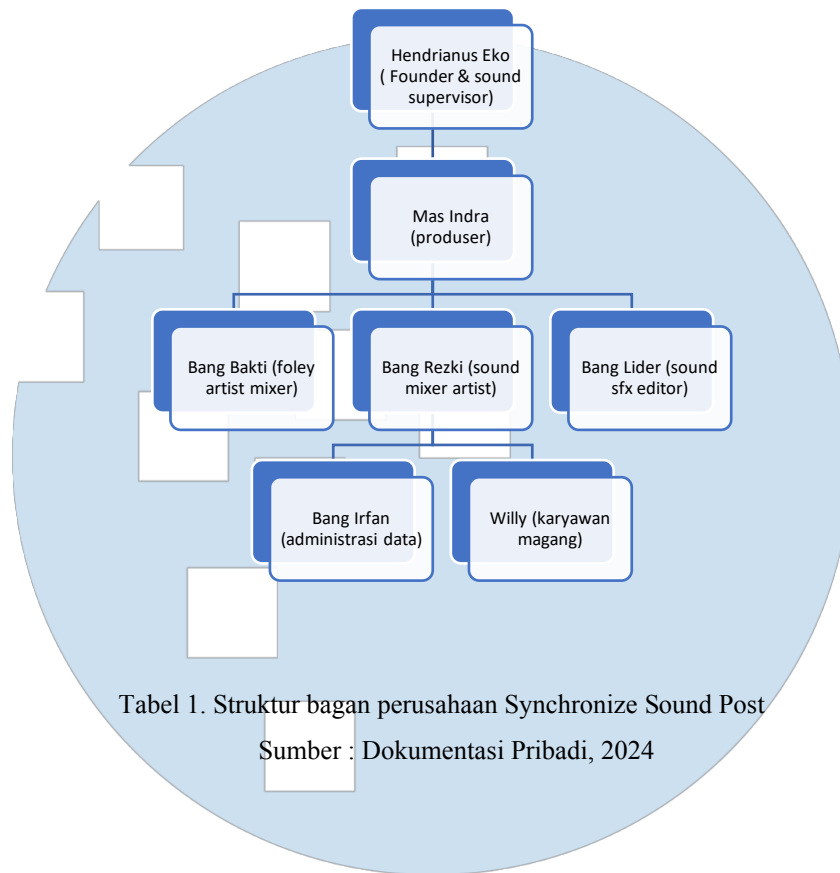 Hendrianus Eko
( Founder & sound
supervisor)
Mas Indra
(produser)
Bang Bakti (foley
artist mixer)
Bang Rezki (sound
mixer artist)
Bang Lider (sound
sfx editor)
Bang Irfan
(administrasi data)
Willy (karyawan
magang)
Tabel 1. Struktur bagan perusahaan Synchronize Sound Post
Sumber : Dokumentasi Pribadi, 2024